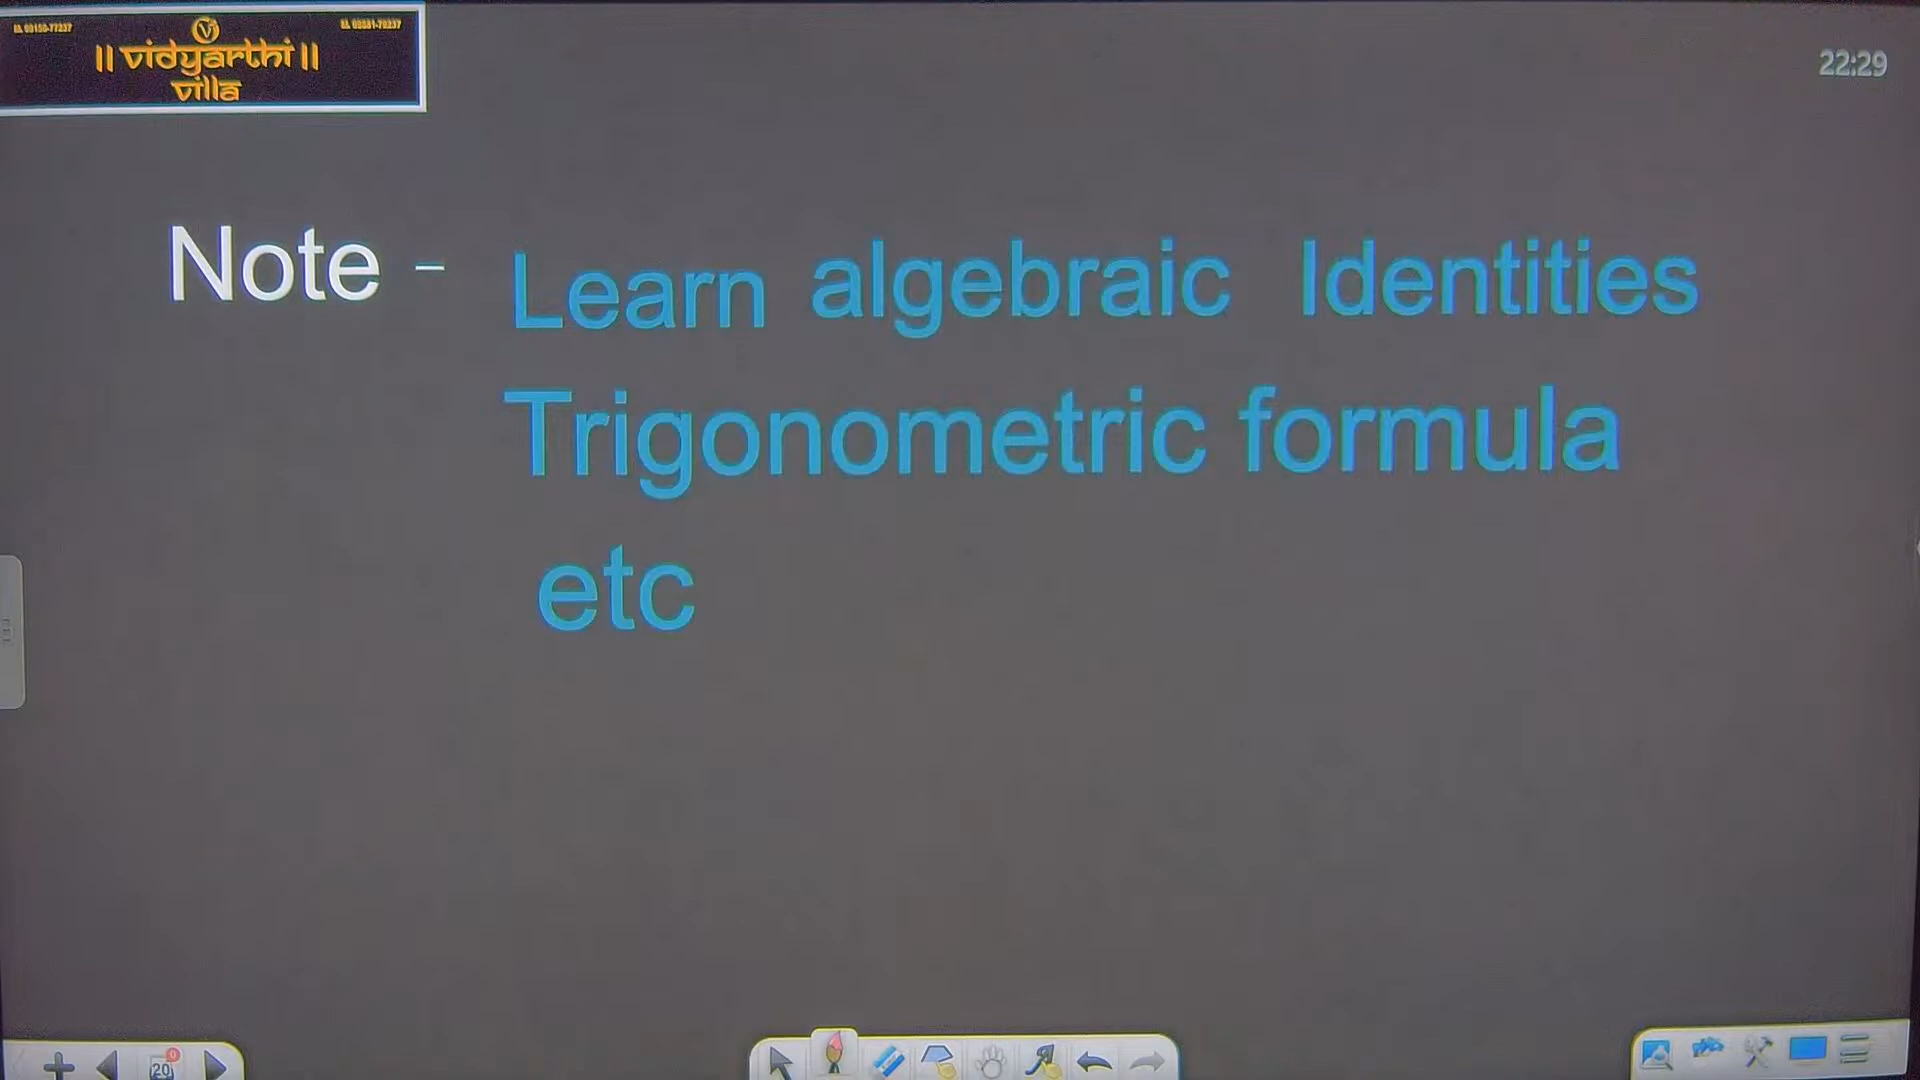 || vidyarthi ||
villa
22:29
Note - Learn algebraic Identities
Trigonometric formula
etc
20